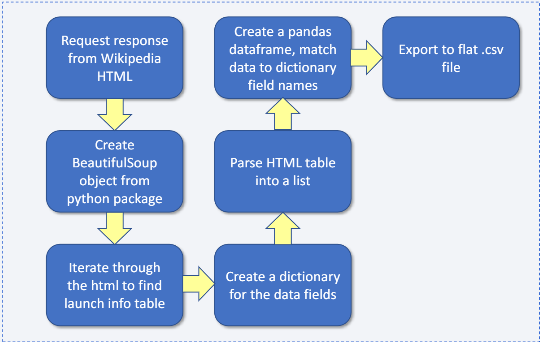 Request response
from Wikipedia
HTML
Create
BeautifulSoup
object from
python package
Iterate through
the html to find
launch info table
Create a dictionary
for the data fields
Parse HTML table
into a list
Create a pandas
dataframe, match
data to dictionary
field names
Export to flat .csv
file